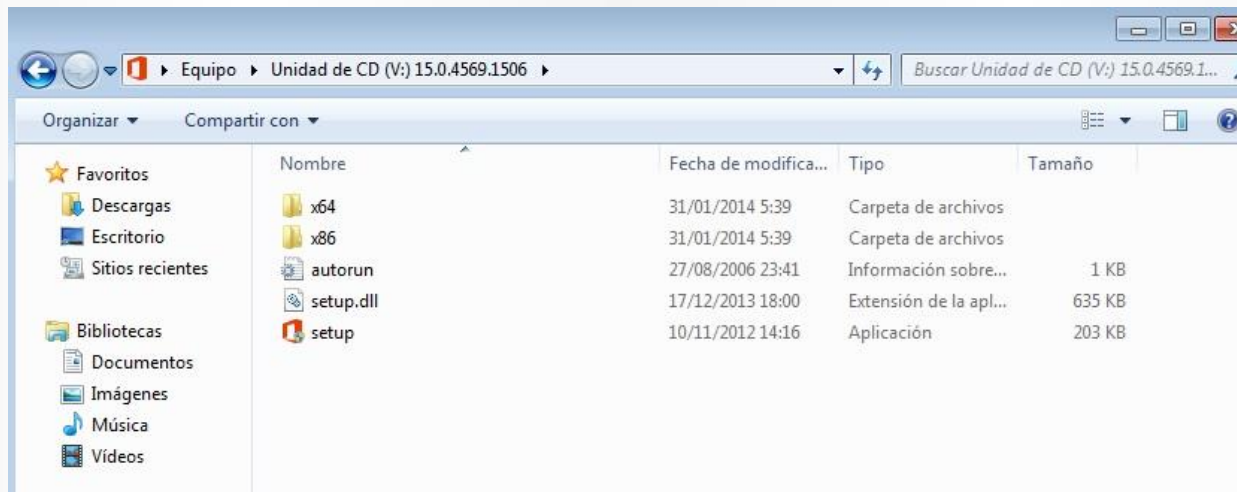 Equipo ▸ Unidad de CD (V:) 15.0.4569.1506 ▸
Buscar Unidad de CD (V:) 15.0.4569.1...
Organizar Compartir con
Favoritos
Descargas
Escritorio
Sitios recientes
Bibliotecas
Documentos
Imágenes
Música
Vídeos
Nombre Fecha de modifica... Tipo Tamaño
x64 31/01/2014 5:39 Carpeta de archivos
x86 31/01/2014 5:39 Carpeta de archivos
autorun 27/08/2006 23:41 Información sobre... 1 KB
setup.dll 17/12/2013 18:00 Extensión de la apl... 635 KB
setup 10/11/2012 14:16 Aplicación 203 KB